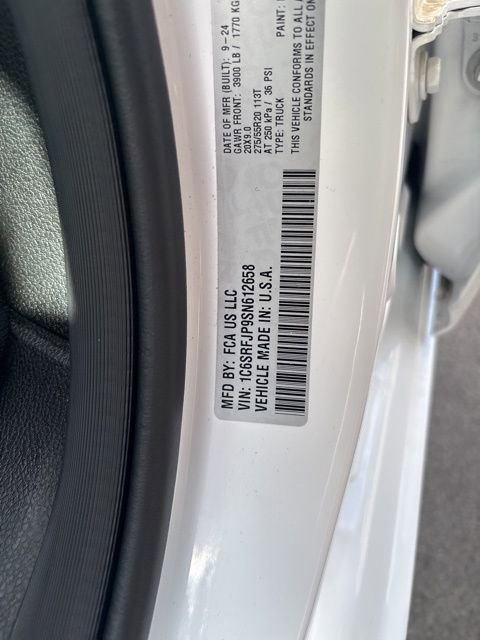 MFD BY: FCA US LLC
VIN: 1C6SRFJP9SN612658
VEHICLE MADE IN: U.S.A.
DATE OF MFR (BUILT): 9-24
GAWR FRONT: 3900 LB / 1770 KG
20X9.0
275/55R20 113T
AT 250 kPa / 36 PSI
TYPE: TRUCK
PAINT:
THIS VEHICLE CONFORMS TO ALL
STANDARDS IN EFFECT